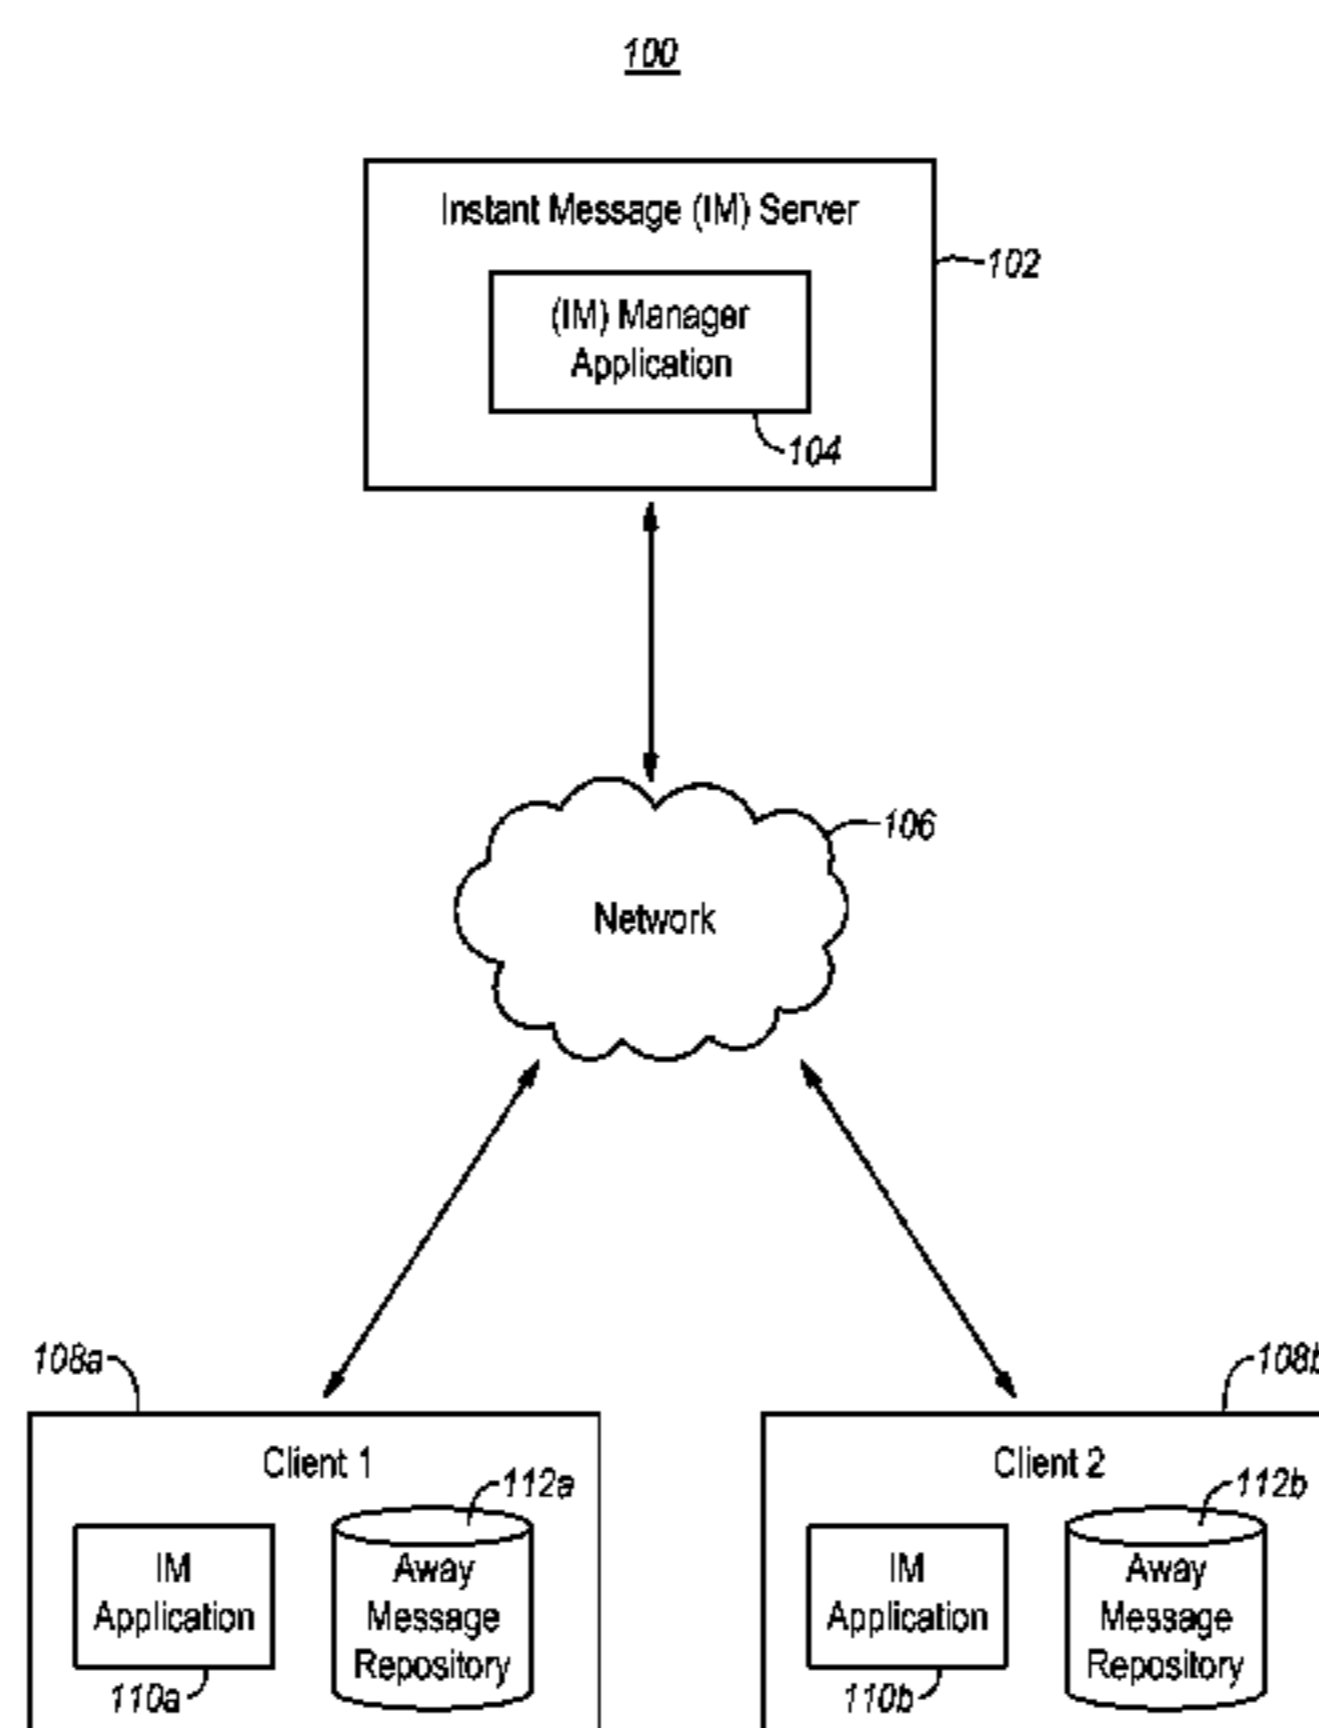 100
Instant Message (IM) Server
102
(IM) Manager
Application
104
106
Network
108a
108b
Client 1
112a
IM
Application
110a
Away
Message
Repository
Client 2
112b
IM
Application
110b
Away
Message
Repository